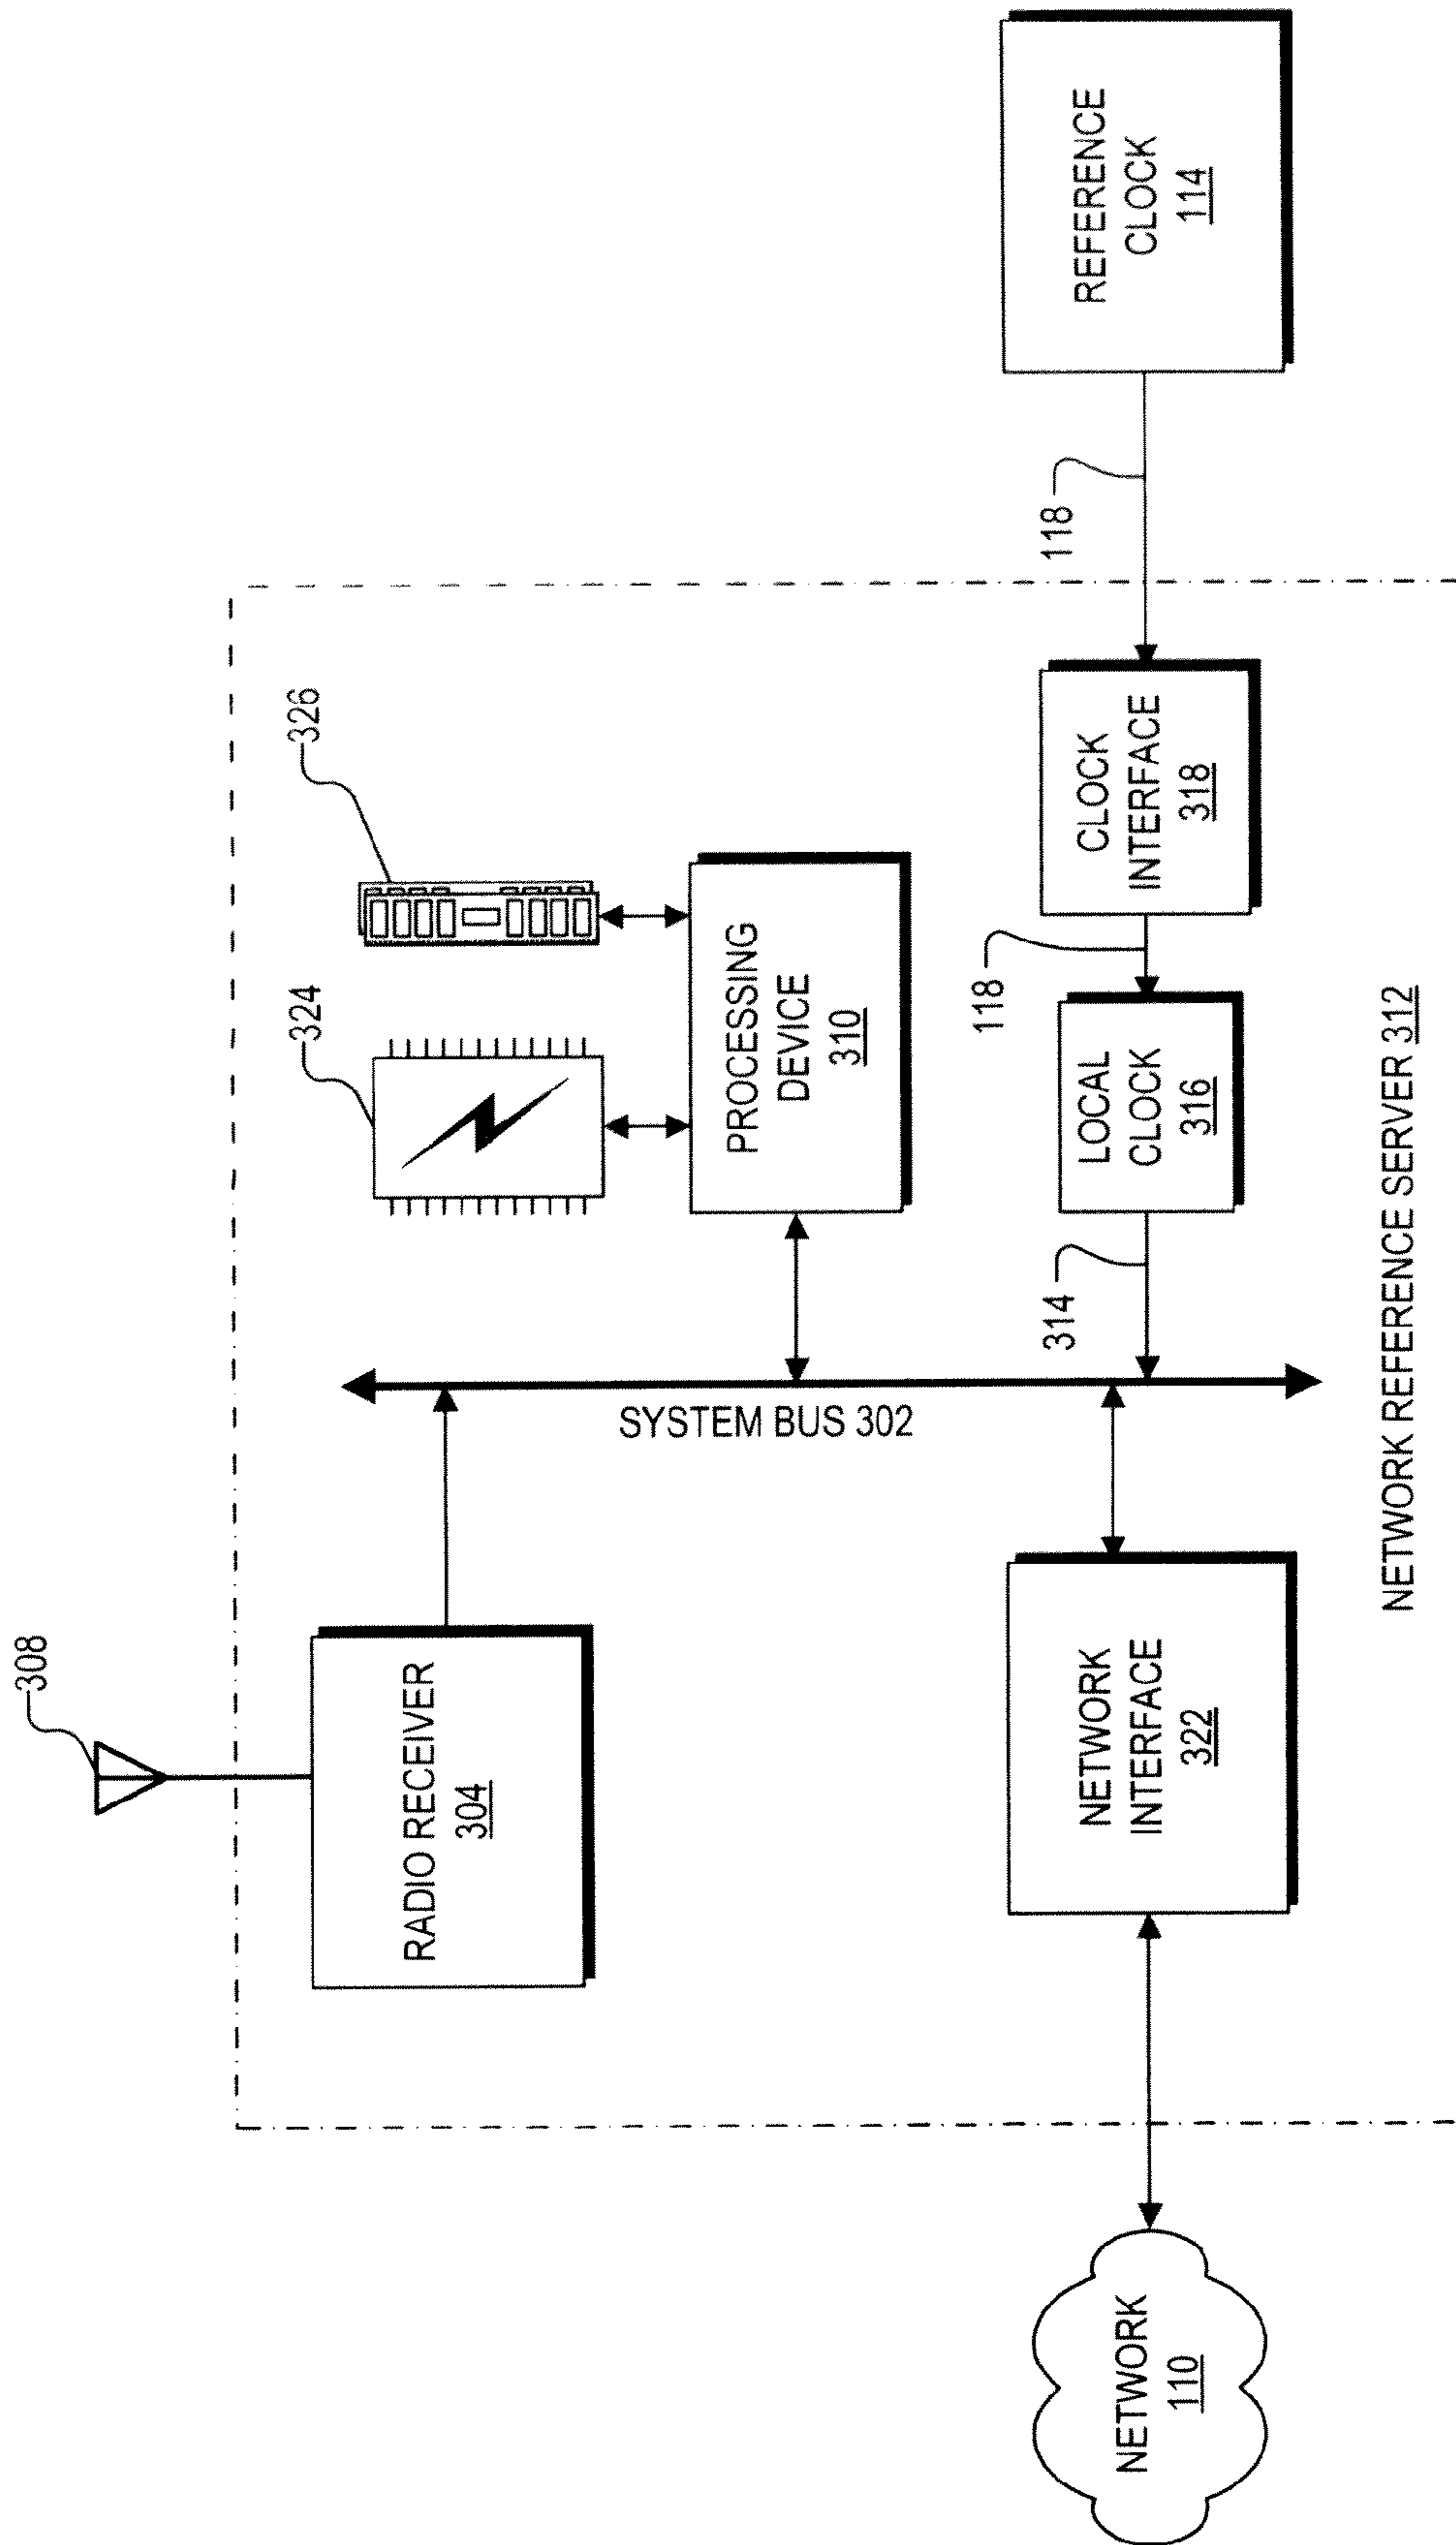 308
RADIO RECEIVER
304
324
326
PROCESSING
DEVICE
310
SYSTEM BUS 302
NETWORK
110
NETWORK
INTERFACE
322
314
LOCAL
CLOCK
316
118
CLOCK
INTERFACE
318
118
REFERENCE
CLOCK
114
NETWORK REFERENCE SERVER 312